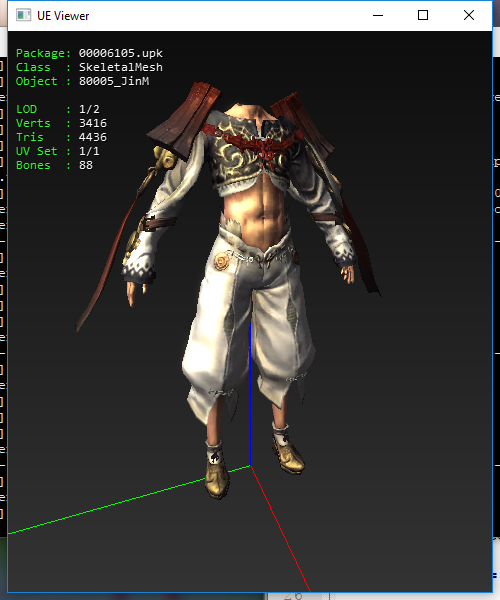 UE Viewer
Package: 00006105.upk
Class : SkeletalMesh
Object : 80005_JinM
LOD : 1/2
Verts : 3416
Tris : 4436
UV Set : 1/1
Bones : 88